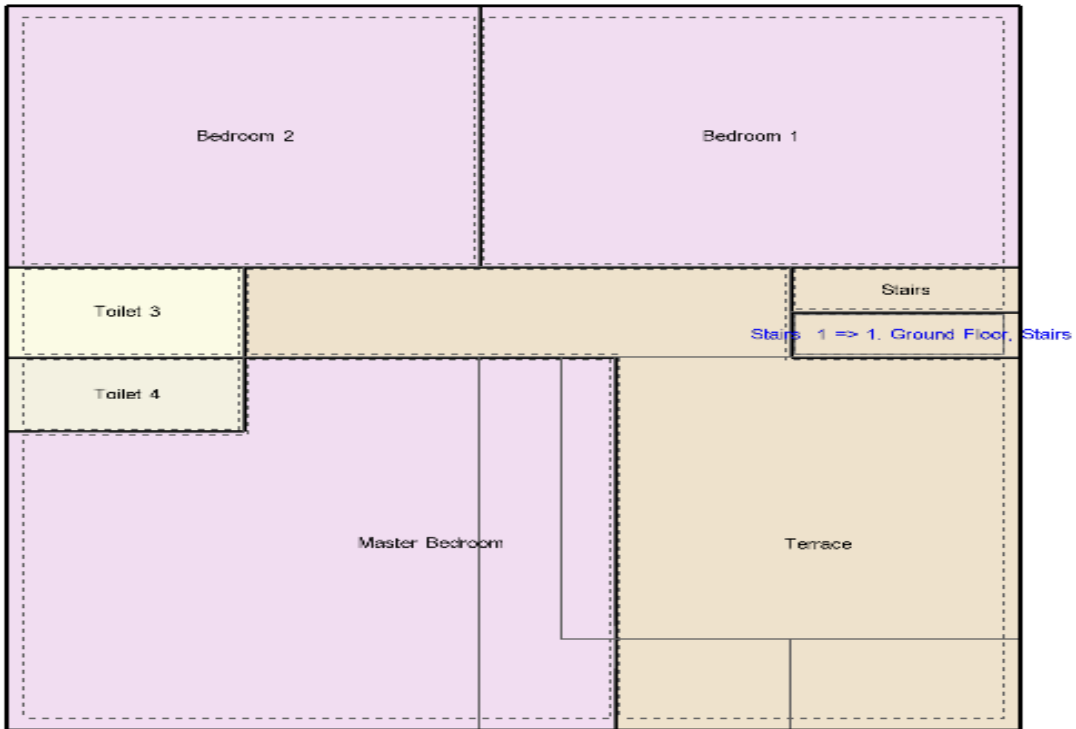 Bedroom 2
Bedroom 1
Stairs
Toilet 3
Stairs 1 => 1. Ground Floor, Stairs
Toilet 4
Master Bedroom
Terrace